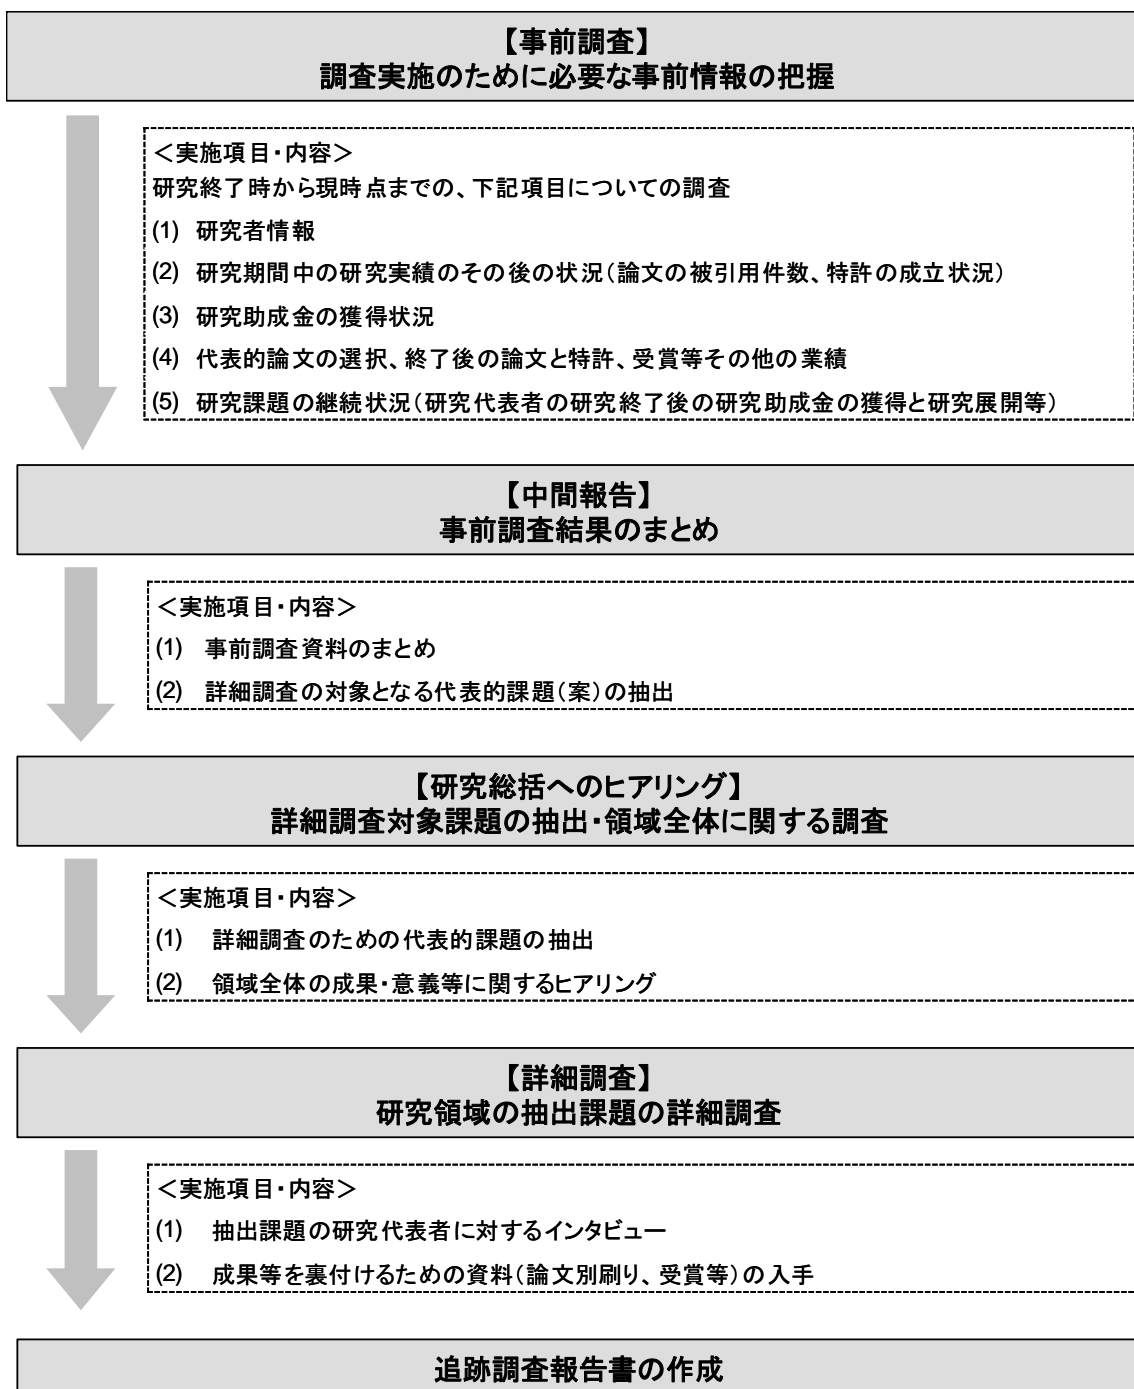 【事前調査】
調査実施のために必要な事前情報の把握
＜実施項目・内容＞
研究終了時から現時点までの、下記項目についての調査
(1) 研究者情報
(2) 研究期間中の研究実績のその後の状況(論文の被引用件数、特許の成立状況)
(3) 研究助成金の獲得状況
(4) 代表的論文の選択、終了後の論文と特許、受賞等その他の業績
(5) 研究課題の継続状況(研究代表者の研究終了後の研究助成金の獲得と研究展開等)
【中間報告】
事前調査結果のまとめ
＜実施項目・内容＞
(1) 事前調査資料のまとめ
(2) 詳細調査の対象となる代表的課題(案)の抽出
【研究総括へのヒアリング】
詳細調査対象課題の抽出・領域全体に関する調査
＜実施項目・内容＞
(1) 詳細調査のための代表的課題の抽出
(2) 領域全体の成果・意義等に関するヒアリング
【詳細調査】
研究領域の抽出課題の詳細調査
＜実施項目・内容＞
(1) 抽出課題の研究代表者に対するインタビュー
(2) 成果等を裏付けるための資料(論文別刷り、受賞等)の入手
追跡調査報告書の作成